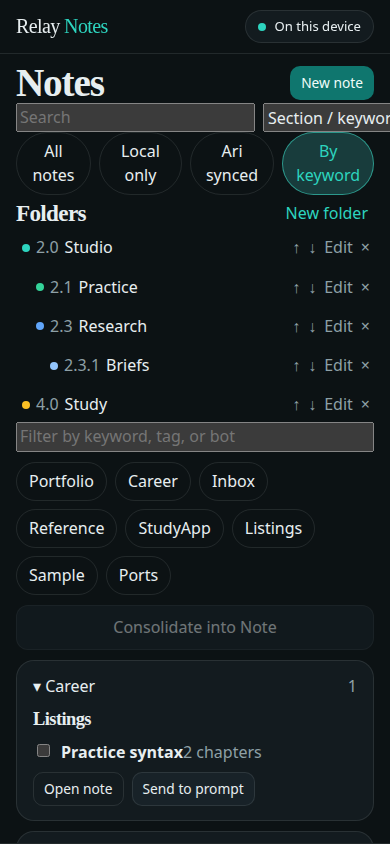 Relay Notes
On this device
Notes
New note
Search
Section / keywor
All notes
Local only
Ari synced
By keyword
Folders
New folder
2.0 Studio ↑ ↓ Edit ×
2.1 Practice ↑ ↓ Edit ×
2.3 Research ↑ ↓ Edit ×
2.3.1 Briefs ↑ ↓ Edit ×
4.0 Study ↑ ↓ Edit ×
Filter by keyword, tag, or bot
Portfolio
Career
Inbox
Reference
StudyApp
Listings
Sample
Ports
Consolidate into Note
▾ Career 1
Listings
Practice syntax2 chapters
Open note
Send to prompt